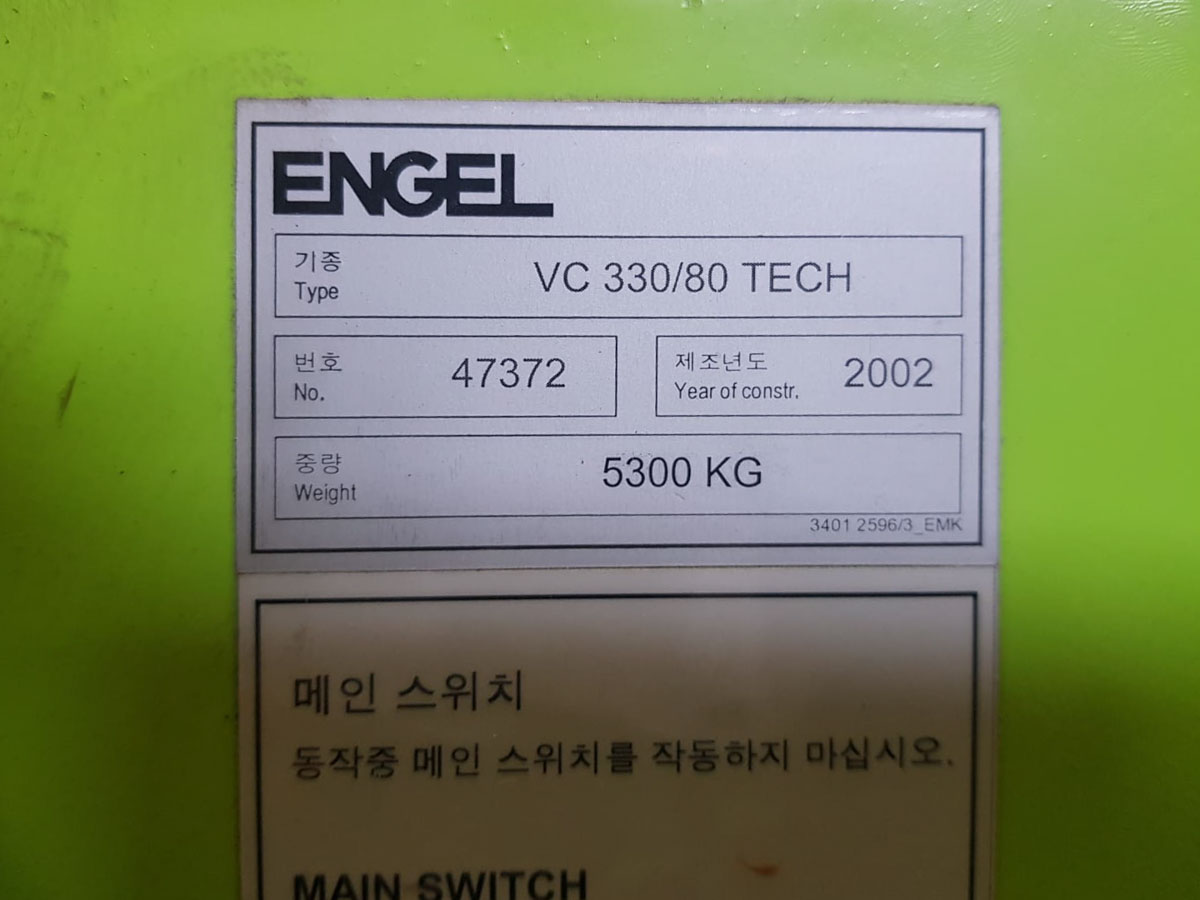 ENGEL
기종
Type
VC 330/80 TECH
번호
No.
47372
제조년도
Year of constr.
2002
중량
Weight
5300 KG
3401 2596/3_EMK
메인 스위치
동작중 메인 스위치를 작동하지 마십시오.
MAIN SWITCH